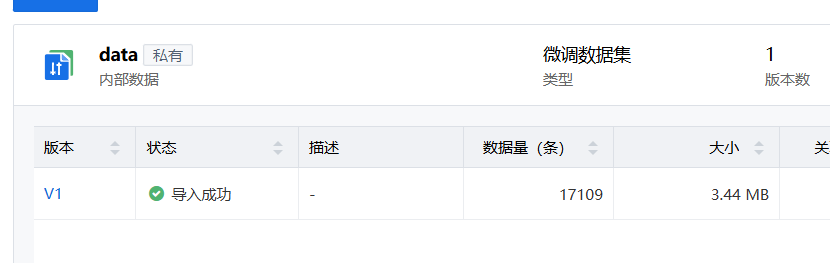 data 私有
内部数据
微调数据集
类型
1
版本数
版本 状态 描述 数据量（条） 大小 关
V1 导入成功 - 17109 3.44 MB